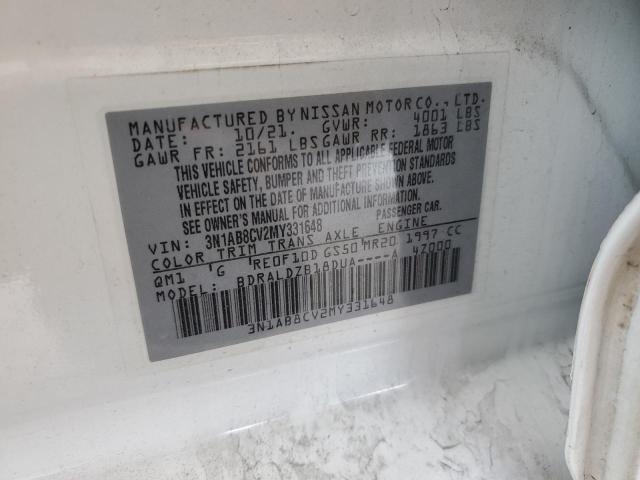 MANUFACTURED BY NISSAN MOTOR CO., LTD.
DATE: 10/21. GVWR: 4001 LBS
GAWR FR: 2161 LBS GAWR RR: 1863 LBS
THIS VEHICLE CONFORMS TO ALL APPLICABLE FEDERAL MOTOR
VEHICLE SAFETY, BUMPER AND THEFT PREVENTION STANDARDS
IN EFFECT ON THE DATE OF MANUFACTURE SHOWN ABOVE.
SEE OWNER'S MANUAL FOR ADDITIONAL INFORMATION.
VIN: 3N1AB8CV2MY331648 PASSENGER CAR.
COLOR TRIM TRANS AXLE ENGINE
QM1 'G 'RE0F10D GS50'MR20 1997 CC
MODEL: BDRALDZB18DUA----A 47000
3N1AB8CV2MY331648